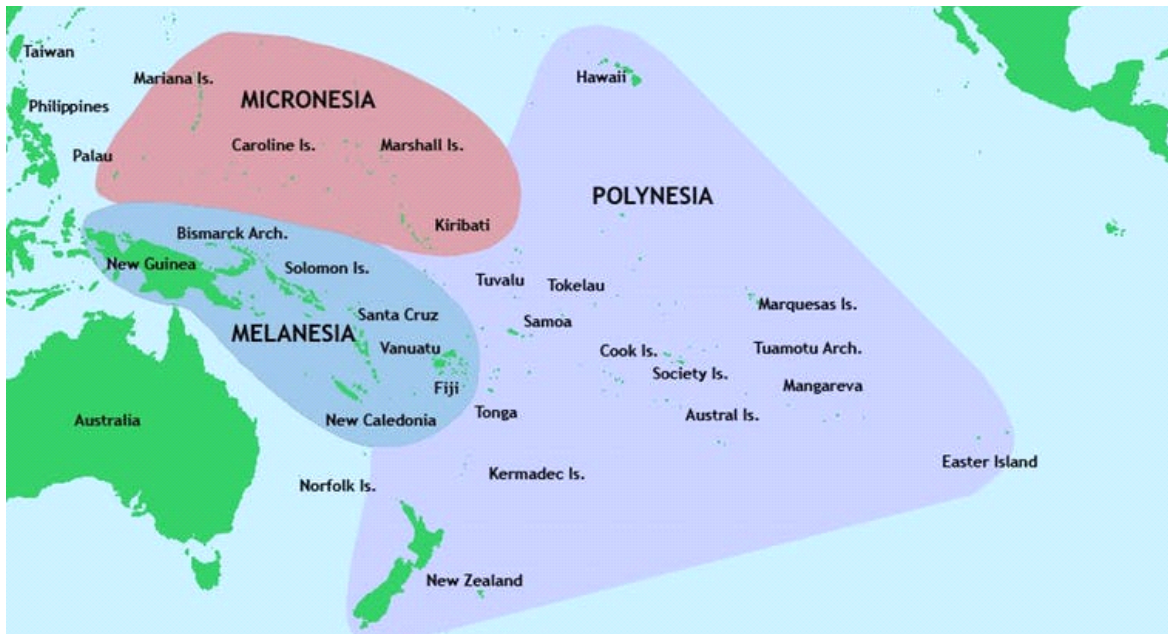 Taiwan
Hawaii
Mariana Is.
MICRONESIA
Philippines
Caroline Is.
Marshall Is.
Palau
POLYNESIA
Kiribati
Bismarck Arch.
New Guinea
Solomon Is.
Tuvalu
Tokelau
Marquesas Is.
Santa Cruz
Samoa
MELANESIA
Vanuatu
Cook Is.
Tuamotu Arch.
Society Is.
Fiji
Mangareva
Tonga
Austral Is.
Australia
New Caledonia
Easter Island
Kermadec Is.
Norfolk Is.
New Zealand